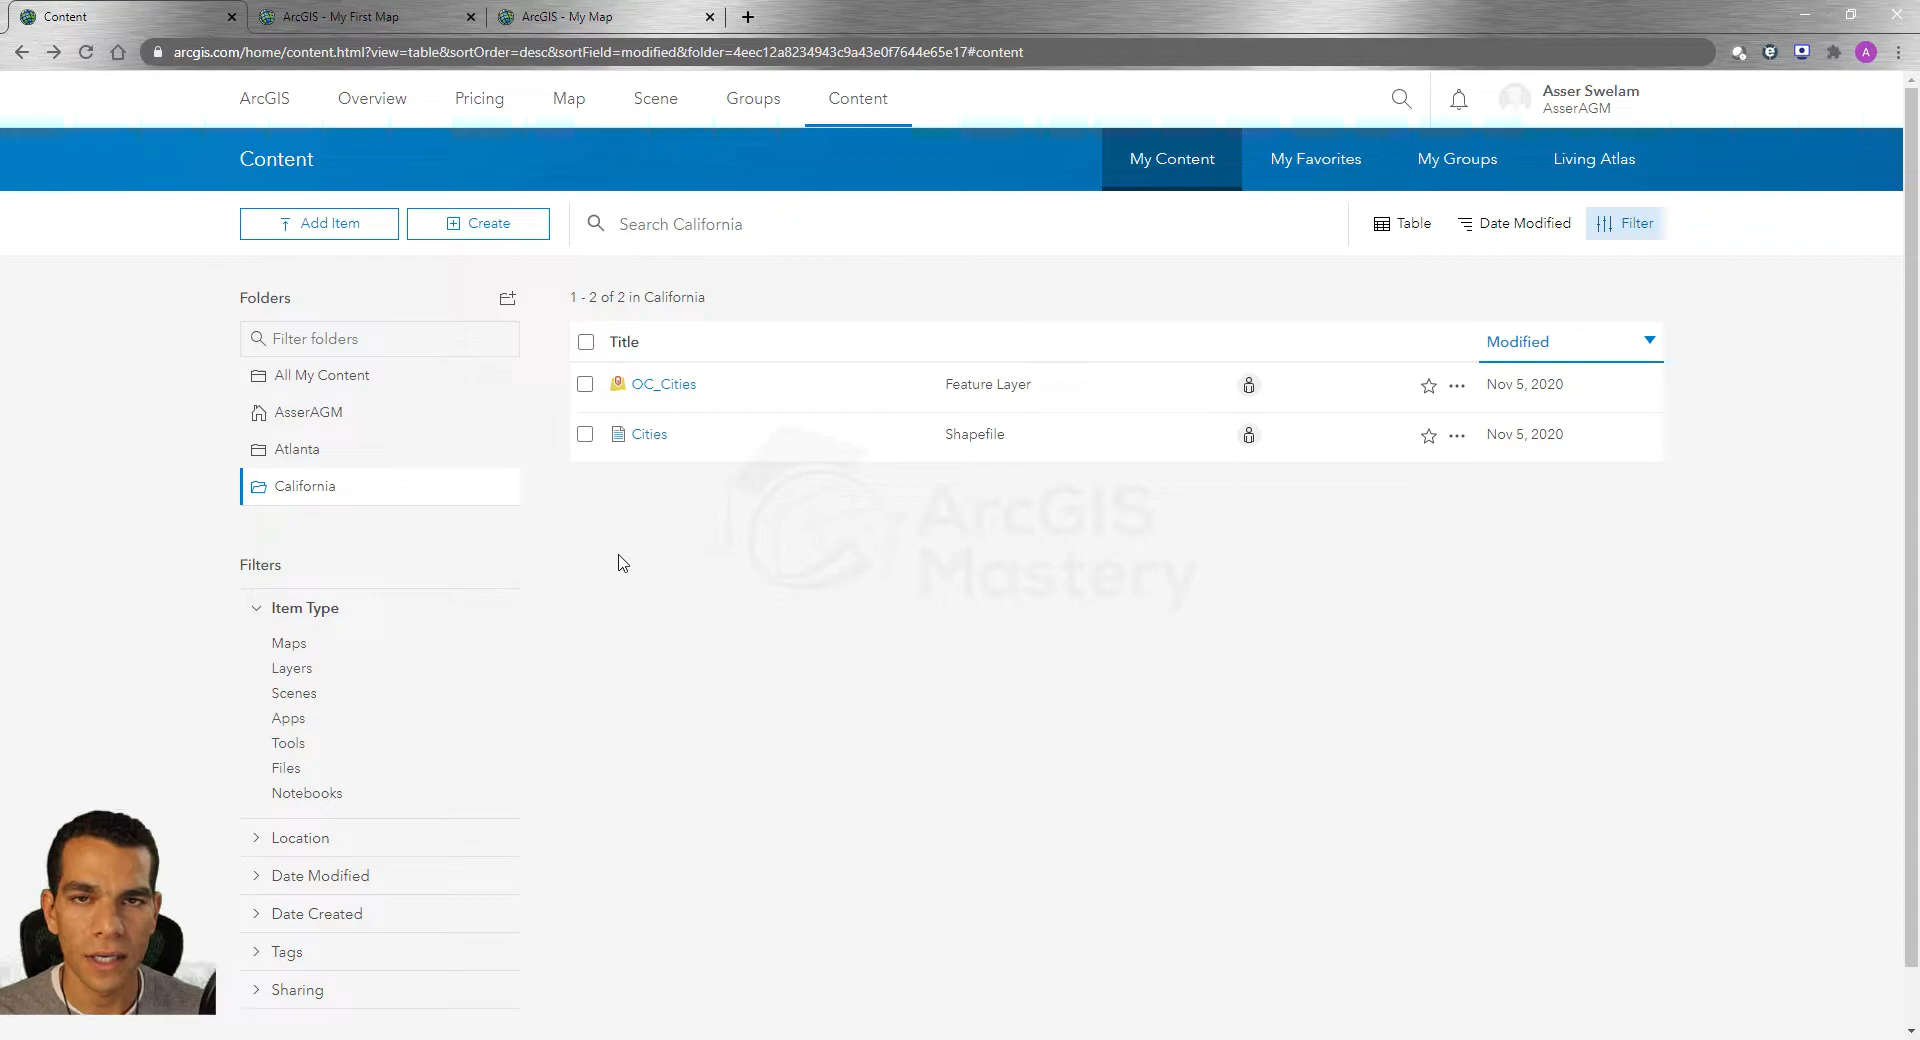 Content
ArcGIS - My First Map
ArcGIS - My Map
arcgis.com/home/content.html?view=table&sortOrder=desc&sortField=modified&folder=4eec12a8234943c9a43e0f7644e65e17#content
A
ArcGIS
Overview
Pricing
Map
Scene
Groups
Content
Asser Swelam
AsserAGM
Content
My Content
My Favorites
My Groups
Living Atlas
Add Item
Create
Search California
Table
Date Modified
Filter
Folders
Filter folders
All My Content
AsserAGM
Atlanta
California
1 - 2 of 2 in California
Title
Modified
OC_Cities
Feature Layer
Nov 5, 2020
Cities
Shapefile
Nov 5, 2020
ArcGIS
Mastery
Filters
Item Type
Maps
Layers
Scenes
Apps
Tools
Files
Notebooks
Location
Date Modified
Date Created
Tags
Sharing